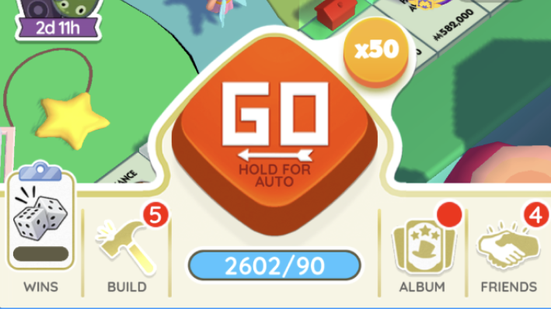 2d 11h
x50
M582,000
GO
HOLD FOR
AUTO
5
4
2602/90
WINS
BUILD
ALBUM
FRIENDS